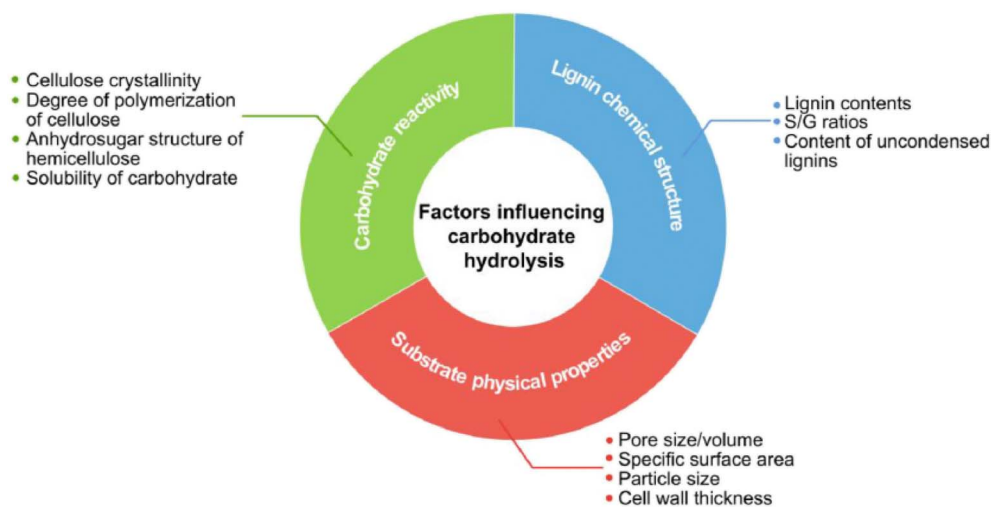 Carbohydrate reactivity
• Cellulose crystallinity
• Degree of polymerization
of cellulose
• Anhydrosugar structure of
hemicellulose
• Solubility of carbohydrate
Lignin chemical structure
• Lignin contents
• S/G ratios
• Content of uncondensed
lignins
Factors influencing
carbohydrate
hydrolysis
Substrate physical properties
• Pore size/volume
• Specific surface area
• Particle size
• Cell wall thickness